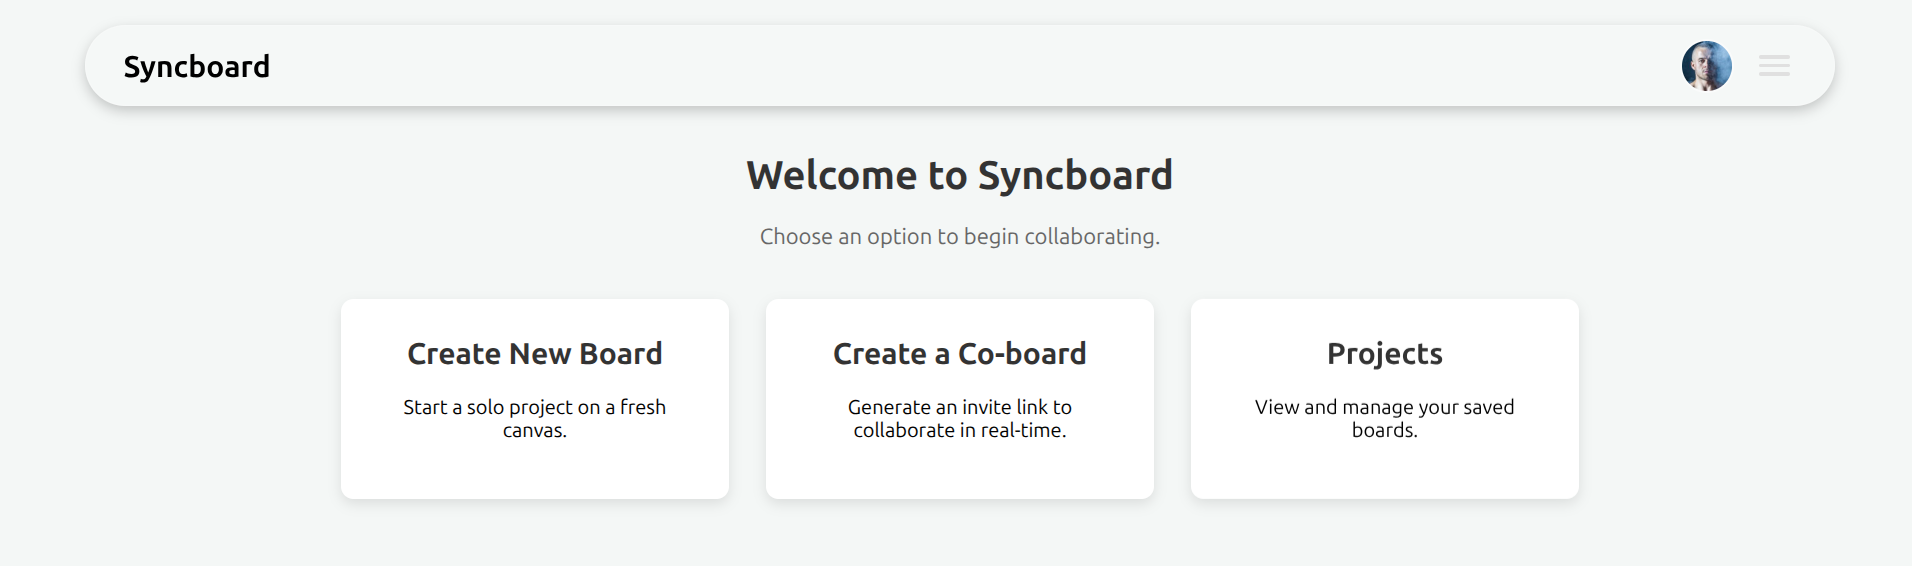 Syncboard
Welcome to Syncboard
Choose an option to begin collaborating.
Create New Board
Start a solo project on a fresh
canvas.
Create a Co-board
Generate an invite link to
collaborate in real-time.
Projects
View and manage your saved
boards.